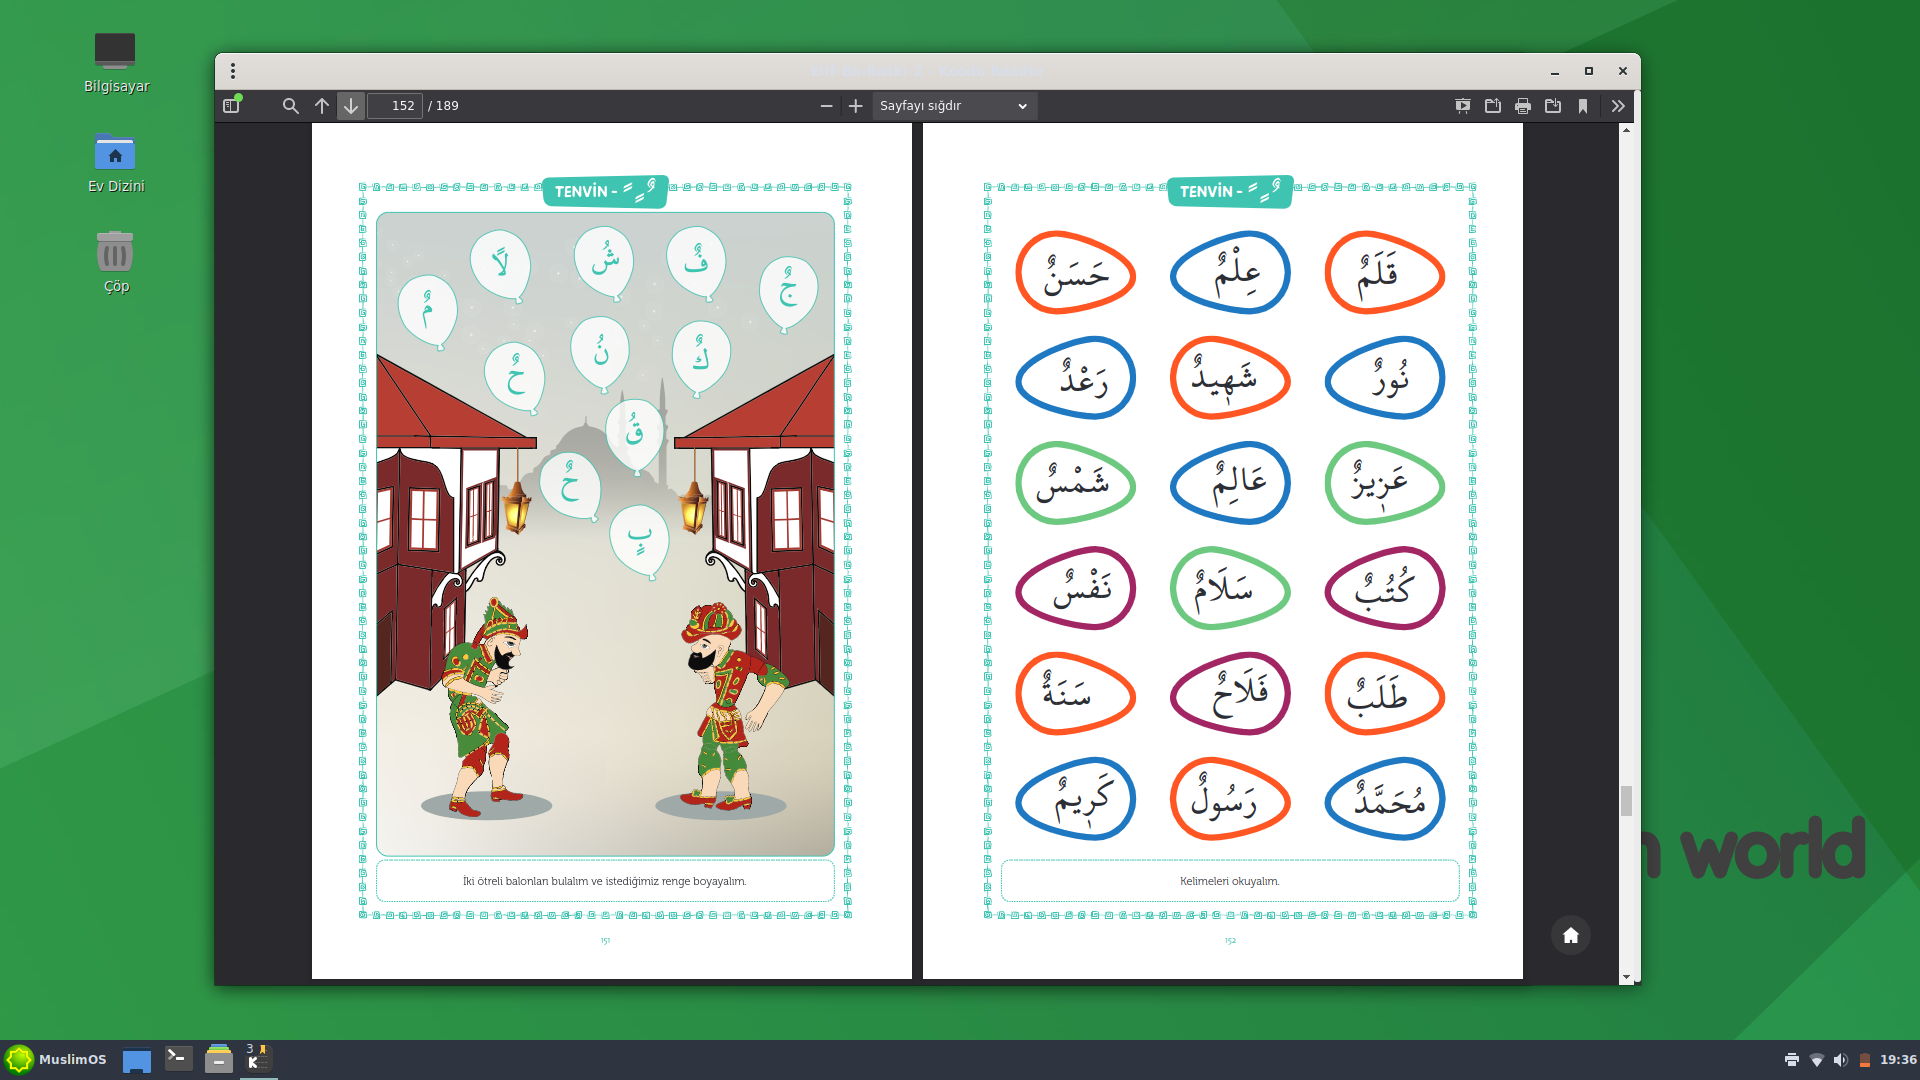 Bilgisayar
Ev Dizini
Çöp
152 / 189
Sayfayı sığdır
TENVİN - ـً ـٍ ـٌ
لًا
شُ
فٌ
جٌ
مٌ
حٌ
نُ
كٌ
قُ
حٌ
بٍ
İki ötreli balonları bulalım ve istediğimiz renge boyayalım.
151
TENVİN - ـً ـٍ ـٌ
قَلَمٌ عِلْمٌ حَسَنٌ
نُورٌ شَهٖيدٌ رَعْدٌ
عَزٖيزٌ عَالِمٌ شَمْسٌ
كُتُبٌ سَلَامٌ نَفْسٌ
طَلَبٌ فَلَاحٌ سَنَةٌ
مُحَمَّدٌ رَسُولٌ كَرٖيمٌ
Kelimeleri okuyalım.
152
world
MuslimOS
3
19:36